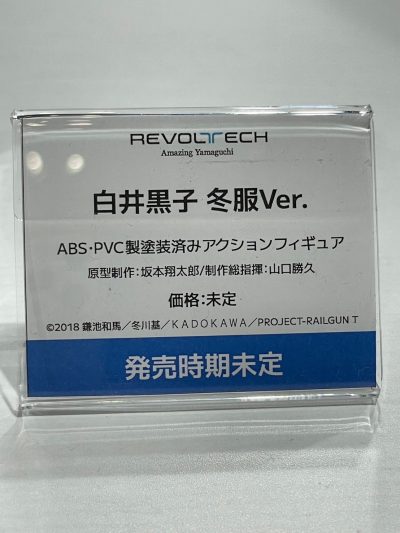 REVOLTECH
Amazing Yamaguchi
白井黒子 冬服Ver.
ABS・PVC製塗装済みアクションフィギュア
原型制作：坂本翔太郎/制作総指揮：山口勝久
価格：未定
©2018 鎌池和馬／冬川基／KADOKAWA／PROJECT-RAILGUN T
発売時期未定